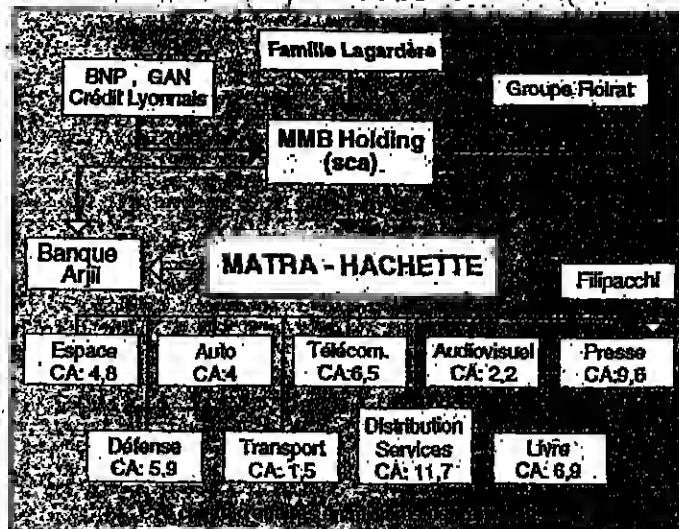 Famille Lagardère
BNP, GAN
Crédit Lyonnais
Groupe Floirat
MMB Holding
(sca)
Banque
Arjil
MATRA - HACHETTE
Filipacchi
Espace
CA: 4,8
Auto
CA:4
Télécom.
CA:6,5
Audiovisuel
CA: 2,2
Presse
CA:9,6
Défense
CA: 5,9
Transport
CA: 1,5
Distribution
Services
CA: 11,7
Livre
CA: 6,9